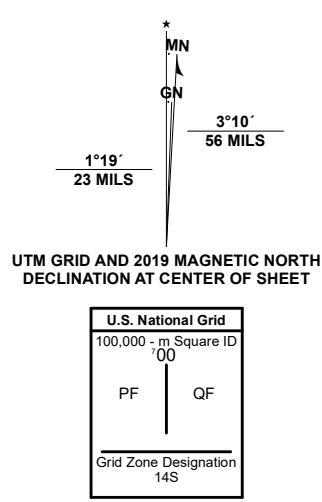 ★
MN
GN
3°10´
56 MILS
1°19´
23 MILS
UTM GRID AND 2019 MAGNETIC NORTH
DECLINATION AT CENTER OF SHEET
U.S. National Grid
100,000 - m Square ID
⁷00
PF QF
Grid Zone Designation
14S